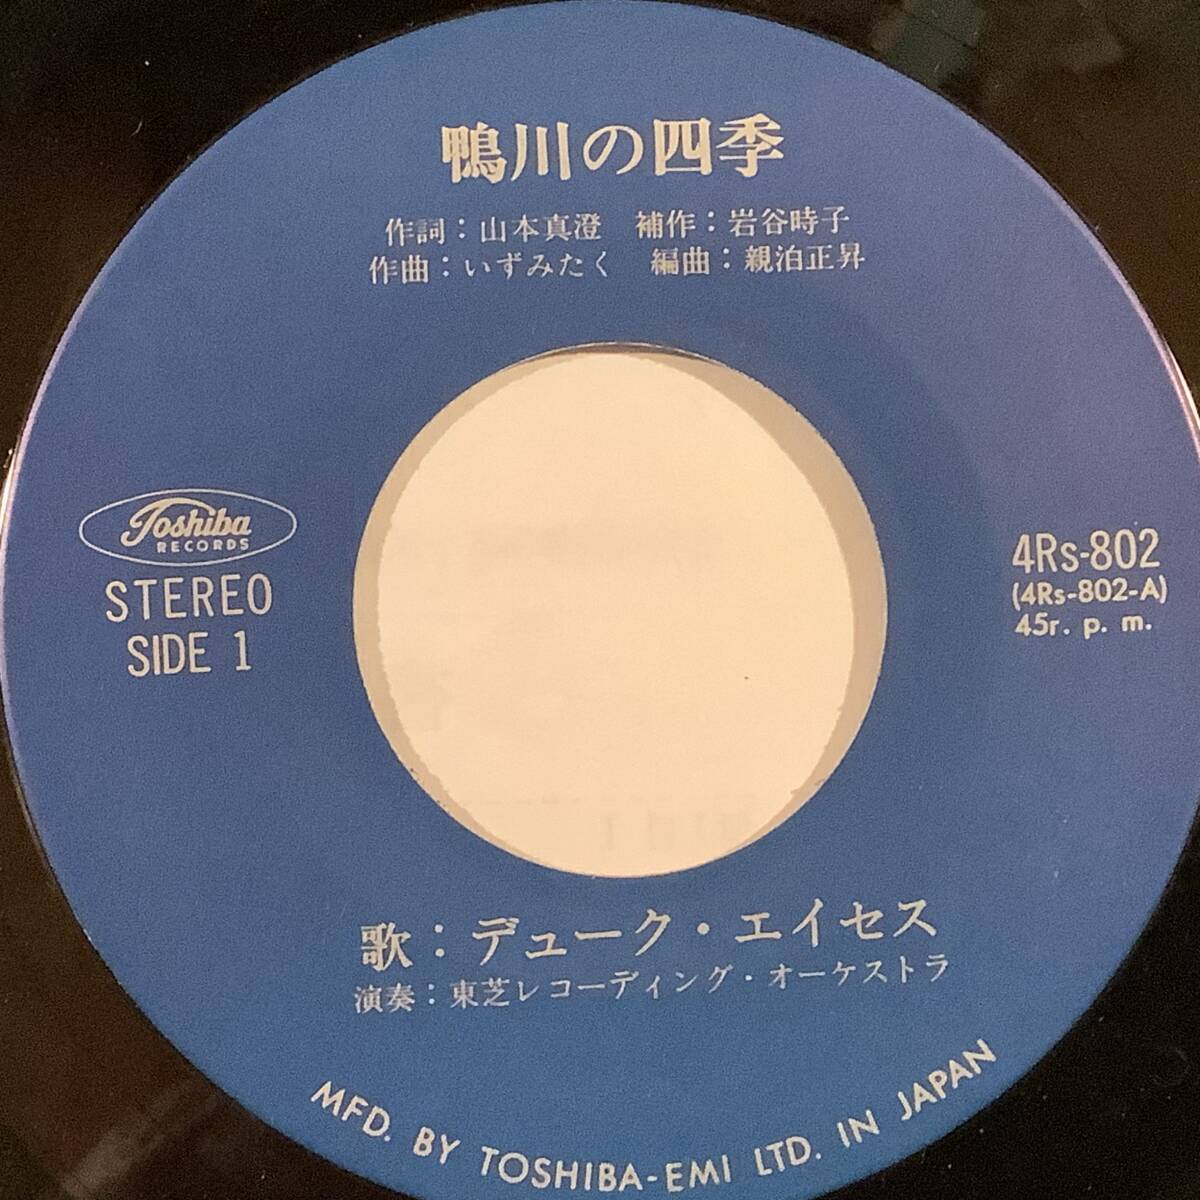 鴨川の四季
作詞：山本真澄　補作：岩谷時子
作曲：いずみたく　編曲：親泊正昇
Toshiba
RECORDS
STEREO
SIDE 1
4RS-802
(4RS-802-A)
45r. p. m.
歌：デューク・エイセス
演奏：東芝レコーディング・オーケストラ
MFD. BY TOSHIBA-EMI LTD. IN JAPAN